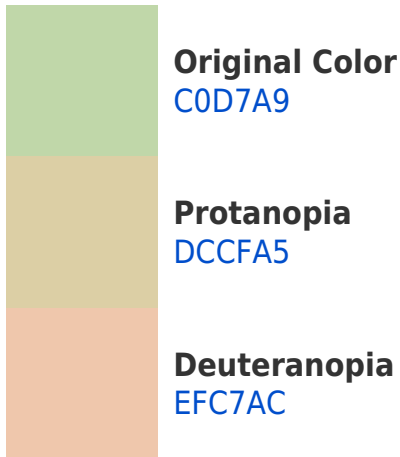 Original Color
C0D7A9
Protanopia
DCCFA5
Deuteranopia
EFC7AC